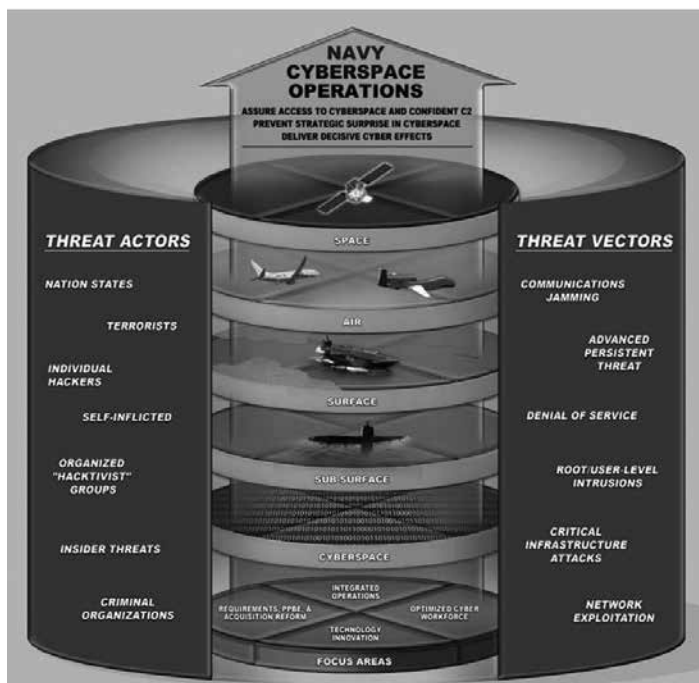 NAVY
CYBERSPACE
OPERATIONS
ASSURE ACCESS TO CYBERSPACE AND CONFIDENT C2
PREVENT STRATEGIC SURPRISE IN CYBERSPACE
DELIVER DECISIVE CYBER EFFECTS
THREAT ACTORS
NATION STATES
TERRORISTS
INDIVIDUAL
HACKERS
SELF-INFLICTED
ORGANIZED
"HACKTIVIST"
GROUPS
INSIDER THREATS
CRIMINAL
ORGANIZATIONS
SPACE
AIR
SURFACE
SUB SURFACE
CYBERSPACE
INTEGRATED
OPERATIONS
REQUIREMENTS, PPBE, &
ACQUISITION REFORM
OPTIMIZED CYBER
WORKFORCE
TECHNOLOGY
INNOVATION
FOCUS AREAS
THREAT VECTORS
COMMUNICATIONS
JAMMING
ADVANCED
PERSISTENT
THREAT
DENIAL OF SERVICE
ROOT/USER-LEVEL
INTRUSIONS
CRITICAL
INFRASTRUCTURE
ATTACKS
NETWORK
EXPLOITATION